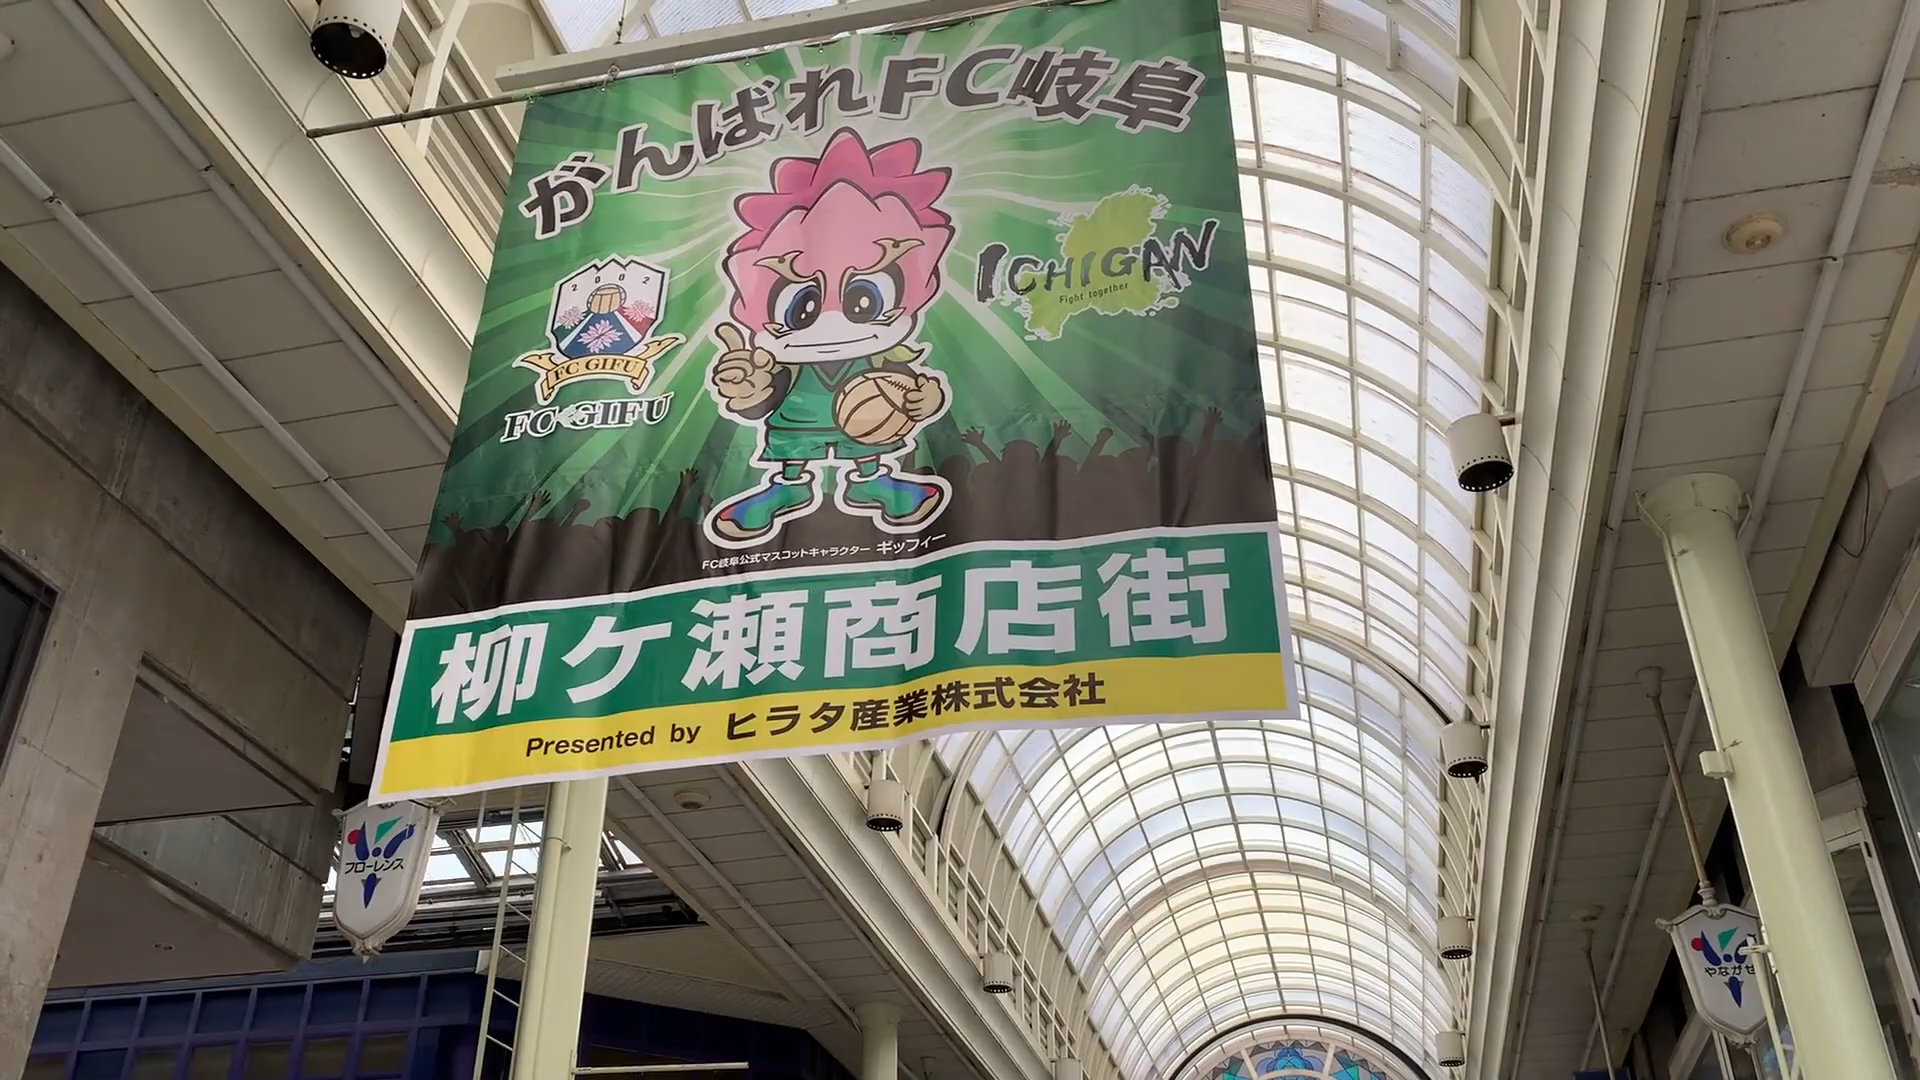 がんばれFC岐阜
2002
FC GIFU
FC GIFU
ICHIGAN
Fight together
FC岐阜公式マスコットキャラクター ギッフィー
柳ケ瀬商店街
Presented by ヒラタ産業株式会社
フローレンス
やながせ